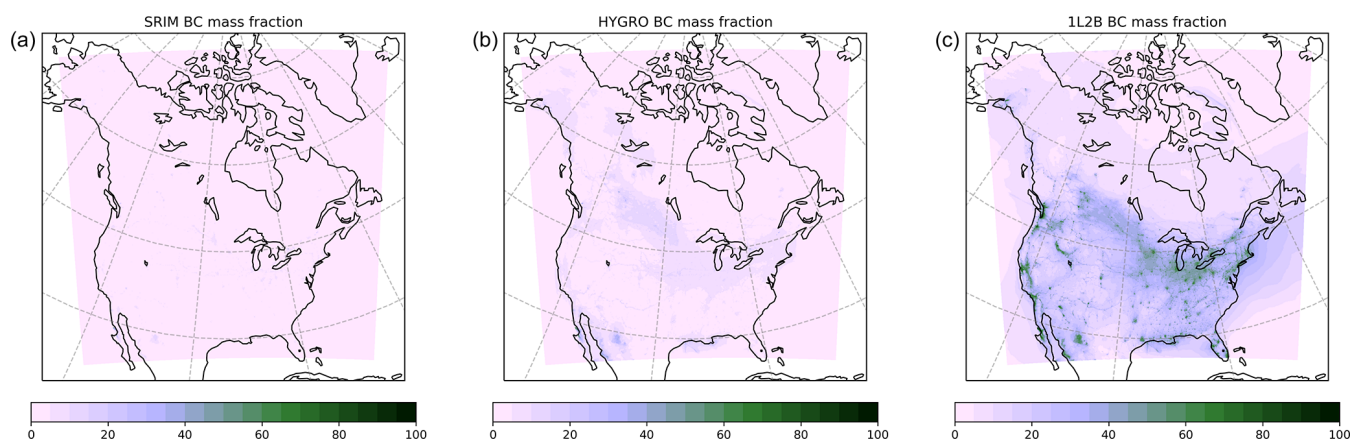 (a) SRIM BC mass fraction
0 20 40 60 80 100
(b) HYGRO BC mass fraction
0 20 40 60 80 100
(c) 1L2B BC mass fraction
0 20 40 60 80 100